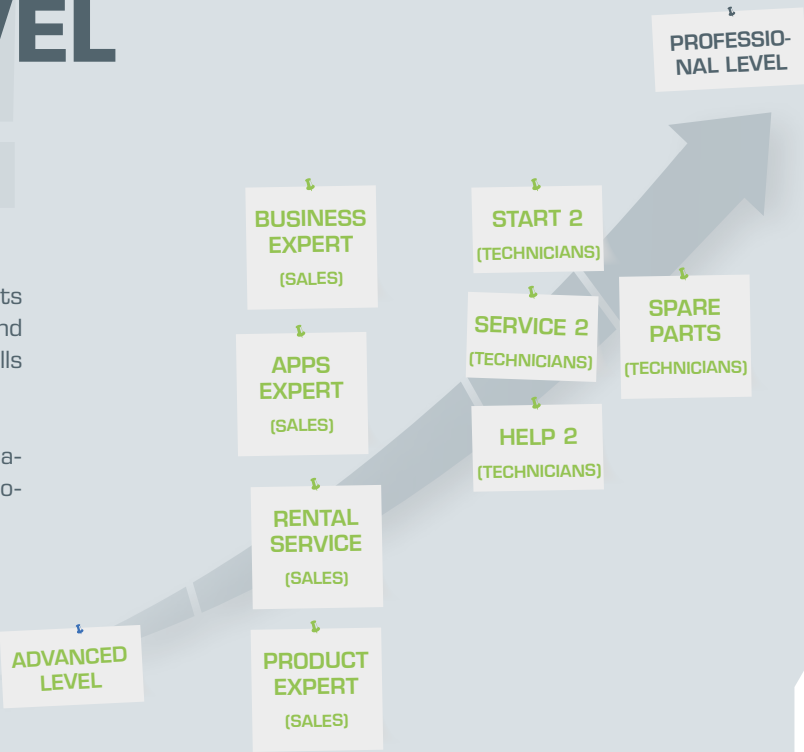 VEL
PROFESSIO-
NAL LEVEL
BUSINESS
EXPERT
(SALES)
START 2
(TECHNICIANS)
SPARE
PARTS
(TECHNICIANS)
SERVICE 2
(TECHNICIANS)
APPS
EXPERT
(SALES)
HELP 2
(TECHNICIANS)
RENTAL
SERVICE
(SALES)
ADVANCED
LEVEL
PRODUCT
EXPERT
(SALES)